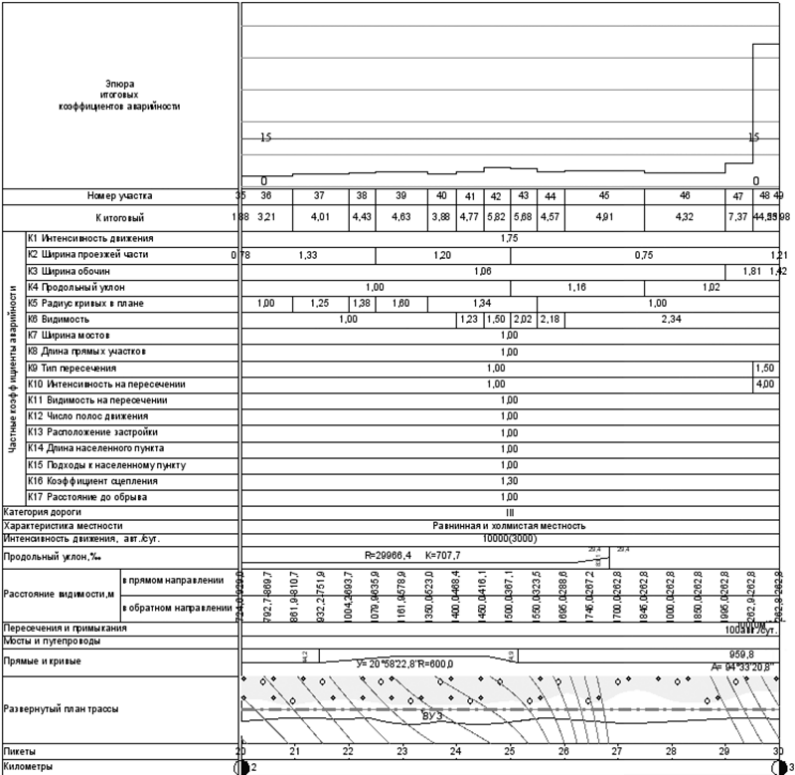 Эпюра
итоговых
коэффициентов аварийности
15 15
0 0
Номер участка 35 36 37 38 39 40 41 42 43 44 45 46 47 48 49
К итоговый 3,21 4,01 4,43 4,63 3,88 4,77 5,82 5,68 4,57 4,91 4,32 7,37
Частные коэффициенты аварийности
К1 Интенсивность движения 1,75
К2 Ширина проезжей части 0,78 1,33 1,20 0,75 1,21
К3 Ширина обочин 1,06 1,81 1,42
К4 Продольный уклон 1,00 1,16 1,02
К5 Радиус кривых в плане 1,00 1,25 1,38 1,60 1,34 1,00
К6 Видимость 1,00 1,23 1,50 2,02 2,18 2,34
К7 Ширина мостов 1,00
К8 Длина прямых участков 1,00
К9 Тип пересечения 1,00 1,50
К10 Интенсивность на пересечении 1,00 4,00
К11 Видимость на пересечении 1,00
К12 Число полос движения 1,00
К13 Расположение застройки 1,00
К14 Длина населенного пункта 1,00
К15 Подходы к населенному пункту 1,00
К16 Коэффициент сцепления 1,30
К17 Расстояние до обрыва 1,00
Категория дороги III
Характеристика местности Равнинная и холмистая местность
Интенсивность движения, авт./сут. 10000(3000)
Продольный уклон,‰ R=29966,4 К=707,7 29,4 29,4
Расстояние видимости,м
в прямом направлении
в обратном направлении
Пересечения и примыкания
Мосты и путепроводы
Прямые и кривые У= 20°58'22,8"R=600,0 959,8
А= 94°33'20,8"
Развернутый план трассы ВУЗ
Пикеты 20 21 22 23 24 25 26 27 28 29 30
Километры 2 3